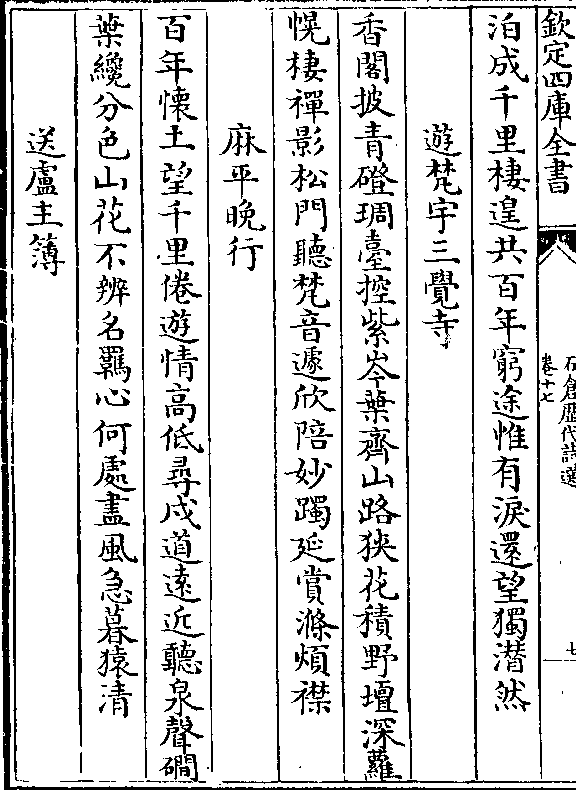 欽定四庫全書
石倉歷代詩選
卷十七
七
泊成千里棲遑共百年窮途惟有淚還望獨潸然
遊梵宇三覺寺
香閣披青磴琱臺控紫岑葉齊山路狹花積野壇深蘿
幌棲禪影松門聽梵音遽欣陪妙躅延賞滌煩襟
麻平晚行
百年懷土望千里倦遊情高低尋戍道遠近聽泉聲磵
葉纔分色山花不辨名羈心何處盡風急暮猿清
送盧主簿